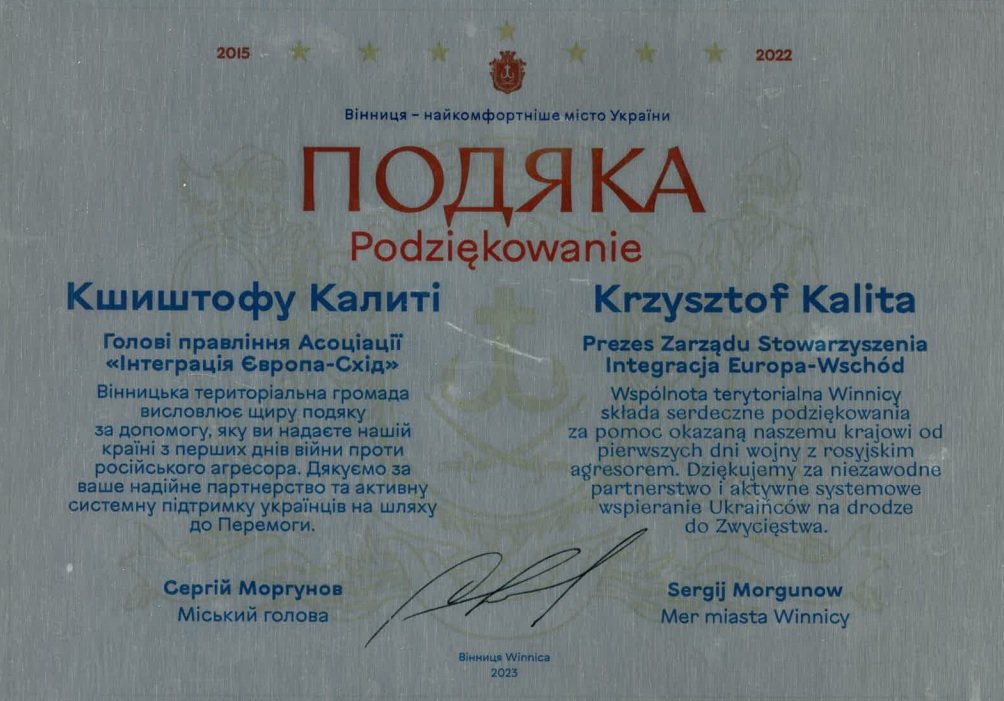 2015
2022
Вінниця – найкомфортніше місто України
ПОДЯКА
Podziękowanie
Кшиштофу Калиті
Голові правління Асоціації
«Інтеграція Європа-Схід»
Вінницька територіальна громада
висловлює щиру подяку
за допомогу, яку ви надаєте нашій
країні з перших днів війни проти
російського агресора. Дякуємо за
ваше надійне партнерство та активну
системну підтримку українців на шляху
до Перемоги.
Сергій Моргунов
Міський голова
Krzysztof Kalita
Prezes Zarządu Stowarzyszenia
Integracja Europa-Wschód
Wspólnota terytorialna Winnicy
składa serdeczne podziękowania
za pomoc okazaną naszemu krajowi od
pierwszych dni wojny z rosyjskim
agresorem. Dziękujemy za niezawodne
partnerstwo i aktywne systemowe
wspieranie Ukraińców na drodze
do Zwycięstwa.
Sergij Morgunow
Mer miasta Winnicy
Вінниця Winnica
2023